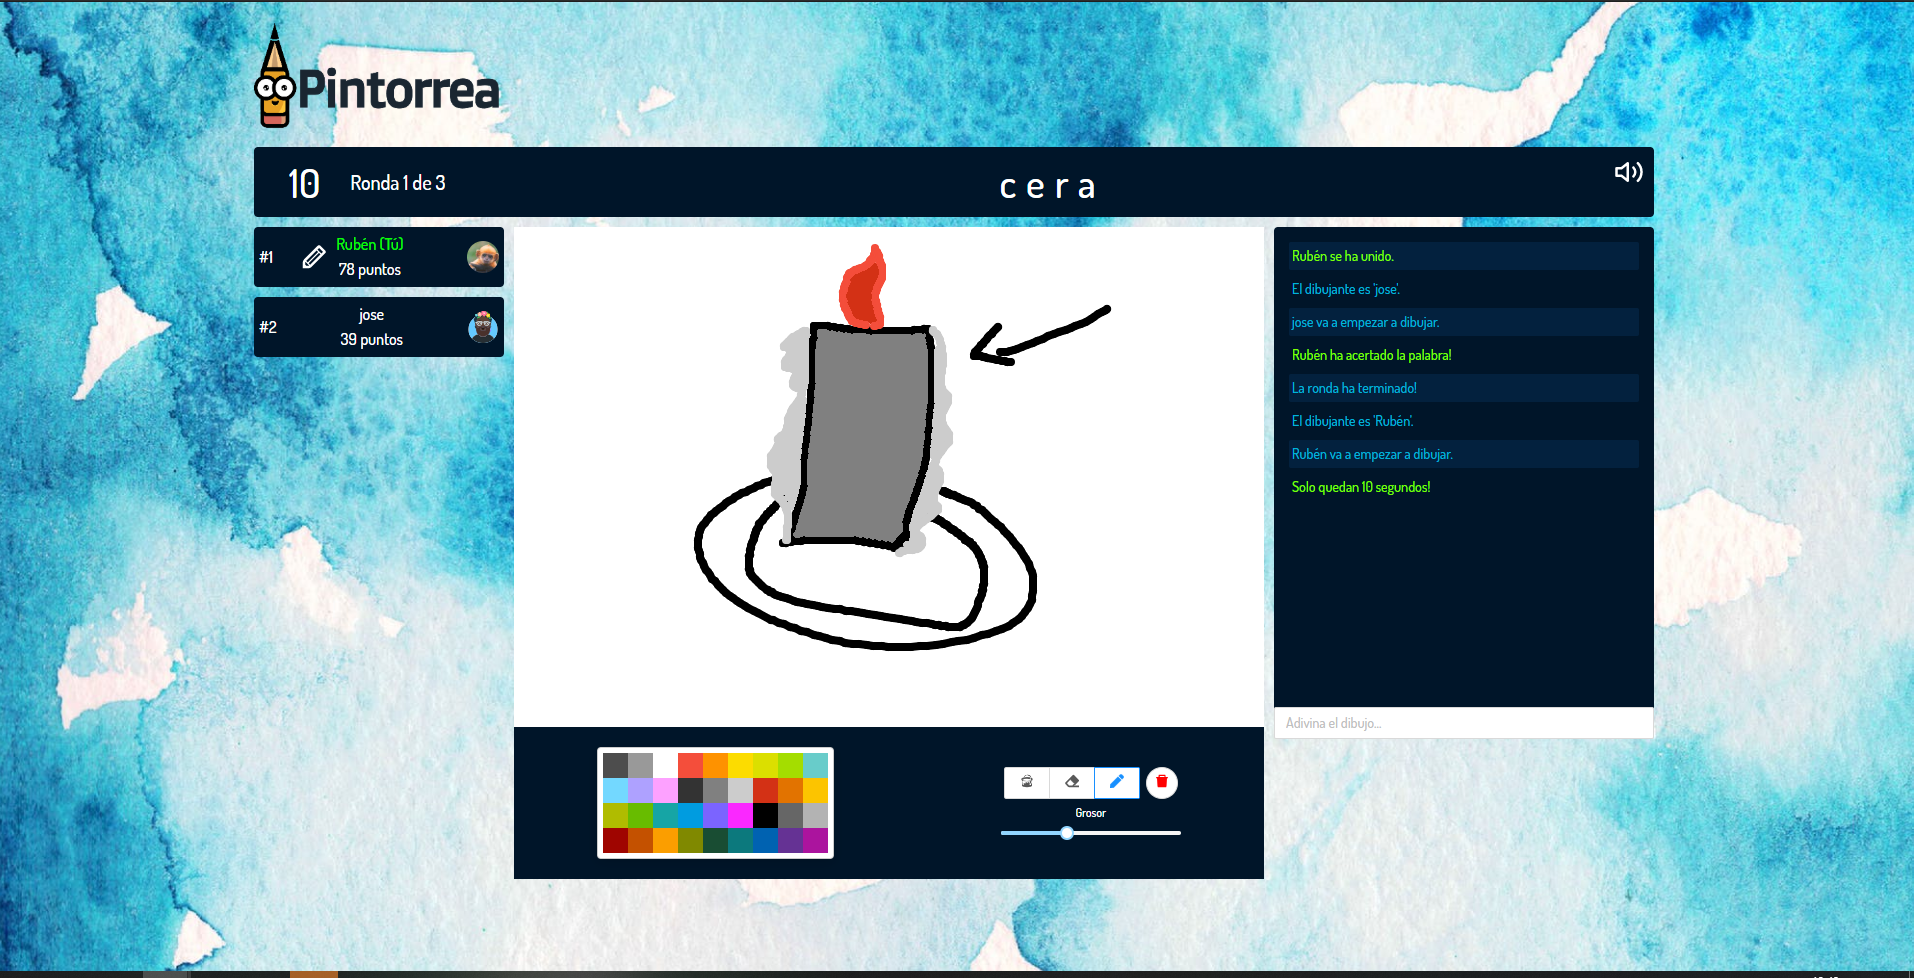 Pintorrea
10 Ronda 1 de 3 cera
#1 Rubén (Tú)
78 puntos
#2 jose
39 puntos
Rubén se ha unido.
El dibujante es 'jose'.
jose va a empezar a dibujar.
Rubén ha acertado la palabra!
La ronda ha terminado!
El dibujante es 'Rubén'.
Rubén va a empezar a dibujar.
Solo quedan 10 segundos!
Adivina el dibujo...
Grosor